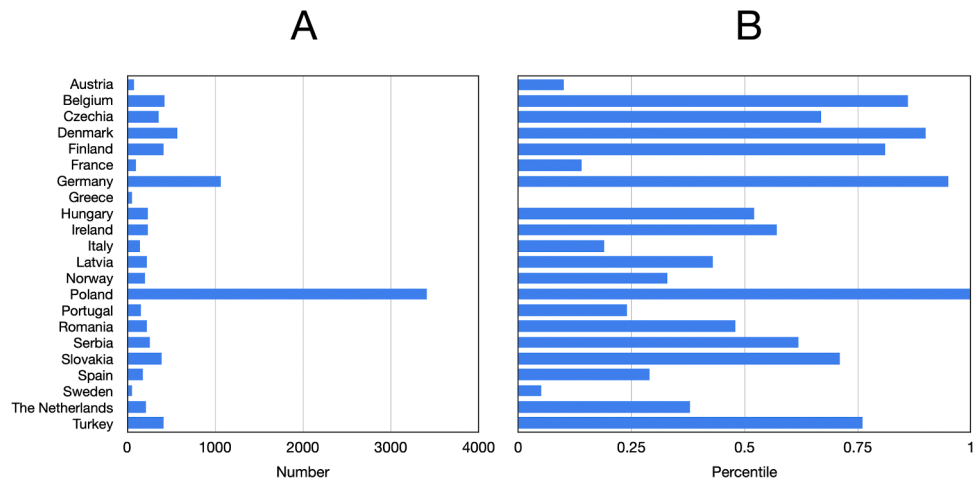 A
B
Austria
Belgium
Czechia
Denmark
Finland
France
Germany
Greece
Hungary
Ireland
Italy
Latvia
Norway
Poland
Portugal
Romania
Serbia
Slovakia
Spain
Sweden
The Netherlands
Turkey
0 1000 2000 3000 4000
Number
0 0.25 0.5 0.75 1
Percentile